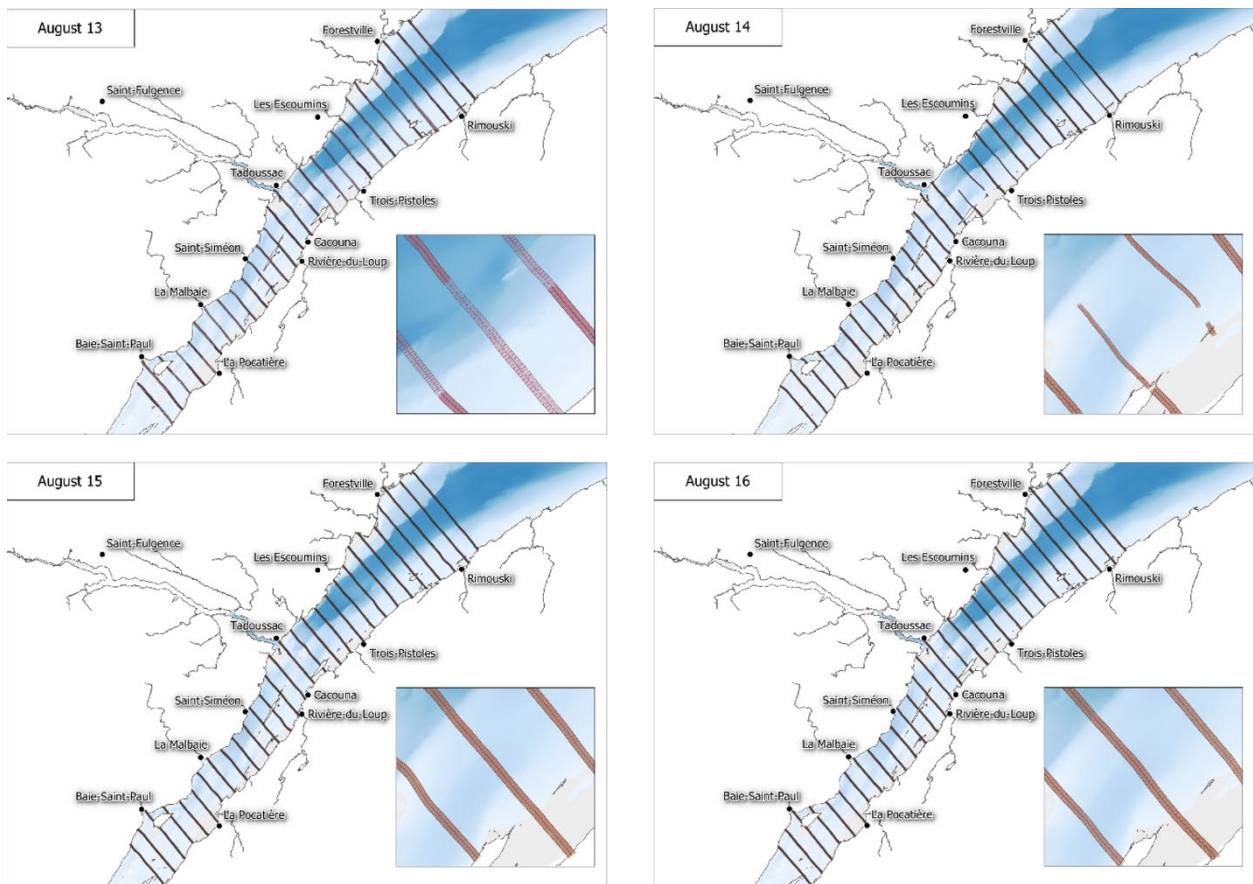 August 13
Forestville
Saint-Fulgence
Les Escoumins
Rimouski
Tadoussac
Trois-Pistoles
Saint-Siméon
Cacouna
Rivière-du-Loup
La Malbaie
Baie-Saint-Paul
La Pocatière
August 14
Forestville
Saint-Fulgence
Les Escoumins
Rimouski
Tadoussac
Trois-Pistoles
Saint-Siméon
Cacouna
Rivière-du-Loup
La Malbaie
Baie-Saint-Paul
La Pocatière
August 15
Forestville
Saint-Fulgence
Les Escoumins
Rimouski
Tadoussac
Trois-Pistoles
Saint-Siméon
Cacouna
Rivière-du-Loup
La Malbaie
Baie-Saint-Paul
La Pocatière
August 16
Forestville
Saint-Fulgence
Les Escoumins
Rimouski
Tadoussac
Trois-Pistoles
Saint-Siméon
Cacouna
Rivière-du-Loup
La Malbaie
Baie-Saint-Paul
La Pocatière